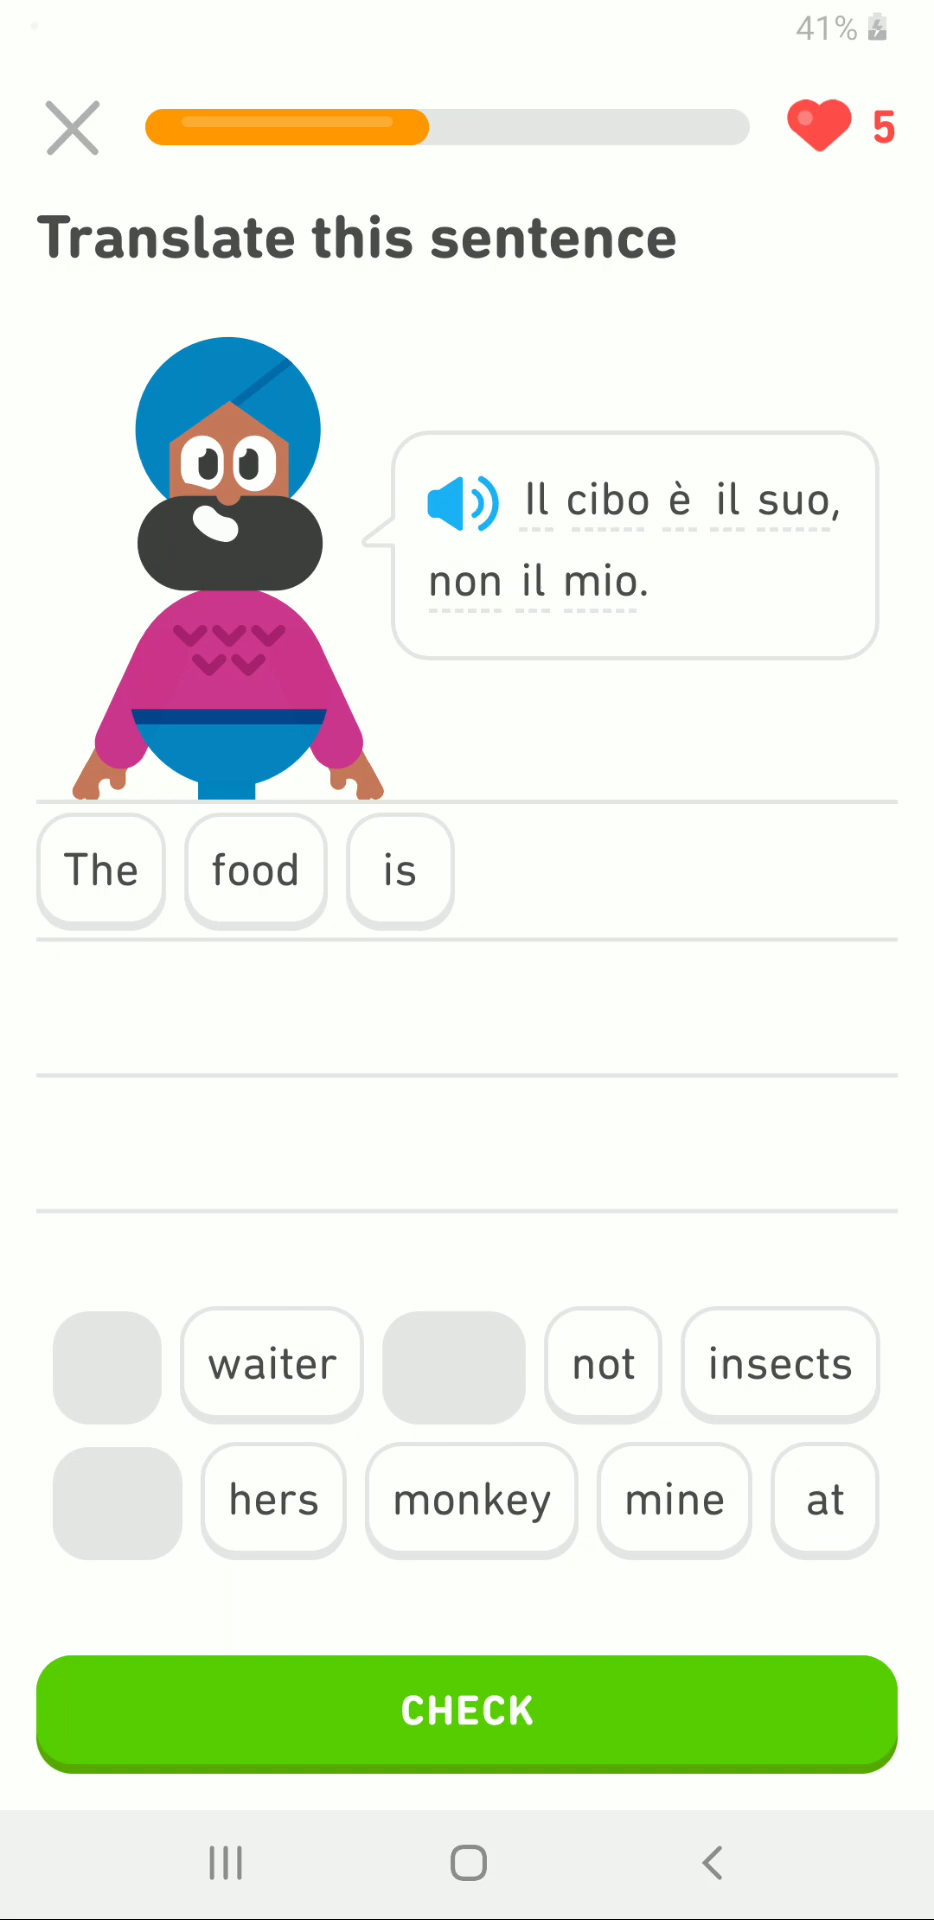 41%
5
Translate this sentence
Il cibo è il suo,
non il mio.
The food is
waiter not insects
hers monkey mine at
CHECK